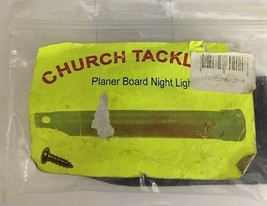 CHURCH TACKL
Planer Board Night Ligh